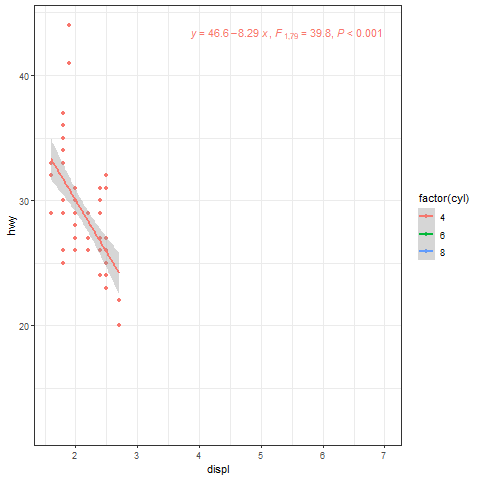 y = 46.6−8.29 x, F1,79 = 39.8, P < 0.001
40
30
20
hwy
2 3 4 5 6 7
displ
factor(cyl)
4
6
8